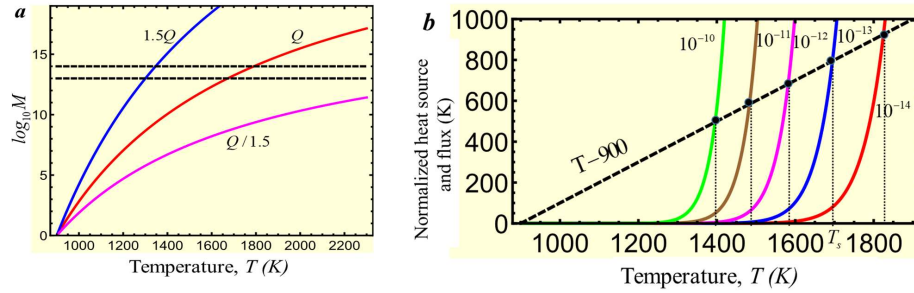 a
15
10
5
0
log₁₀M
1.5Q
Q
Q / 1.5
1000 1200 1400 1600 1800 2000 2200
Temperature, T (K)
b
1000
800
600
400
200
0
Normalized heat source
and flux (K)
10⁻¹⁰
10⁻¹¹
10⁻¹²
10⁻¹³
10⁻¹⁴
T−900
1000 1200 1400 1600 Tₛ 1800
Temperature, T (K)